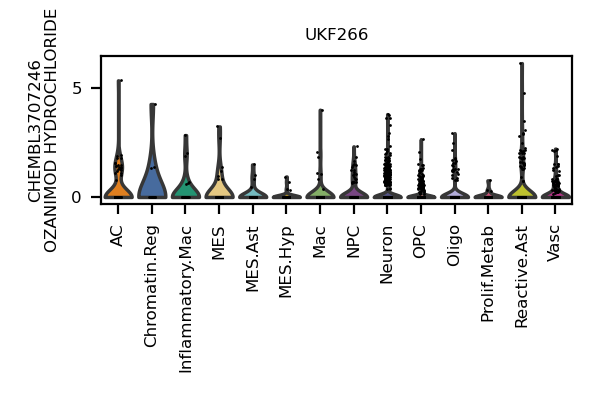 UKF266
CHEMBL3707246
OZANIMOD HYDROCHLORIDE
5
0
AC
Chromatin.Reg
Inflammatory.Mac
MES
MES.Ast
MES.Hyp
Mac
NPC
Neuron
OPC
Oligo
Prolif.Metab
Reactive.Ast
Vasc